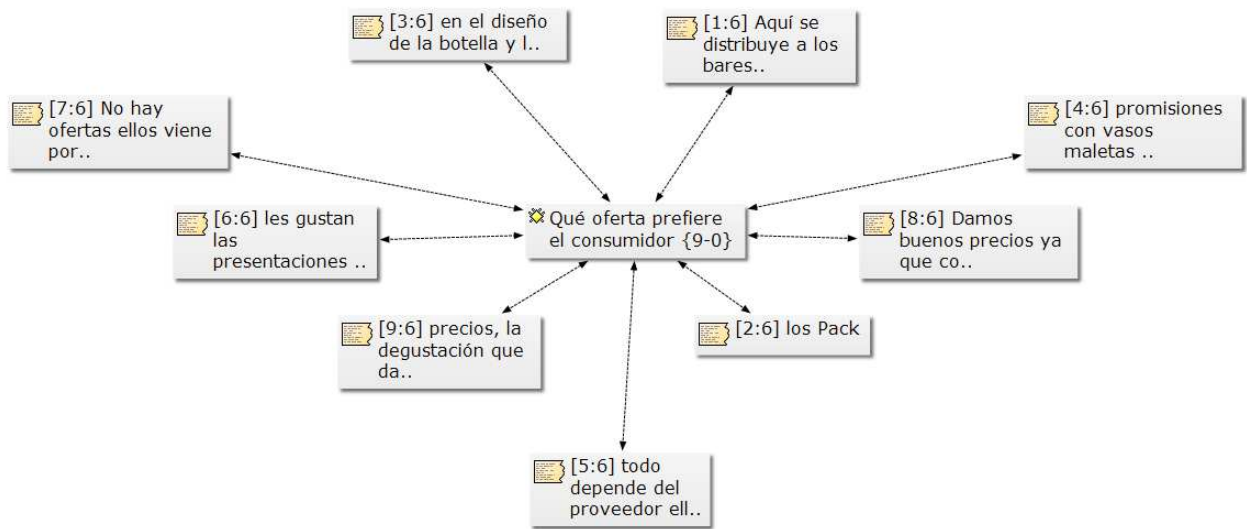 [3:6] en el diseño
de la botella y l..
[1:6] Aquí se
distribuye a los
bares..
[7:6] No hay
ofertas ellos viene
por..
[4:6] promisiones
con vasos
maletas ..
[6:6] les gustan
las
presentaciones ..
Qué oferta prefiere
el consumidor {9-0}
[8:6] Damos
buenos precios ya
que co..
[9:6] precios, la
degustación que
da..
[2:6] los Pack
[5:6] todo
depende del
proveedor ell..